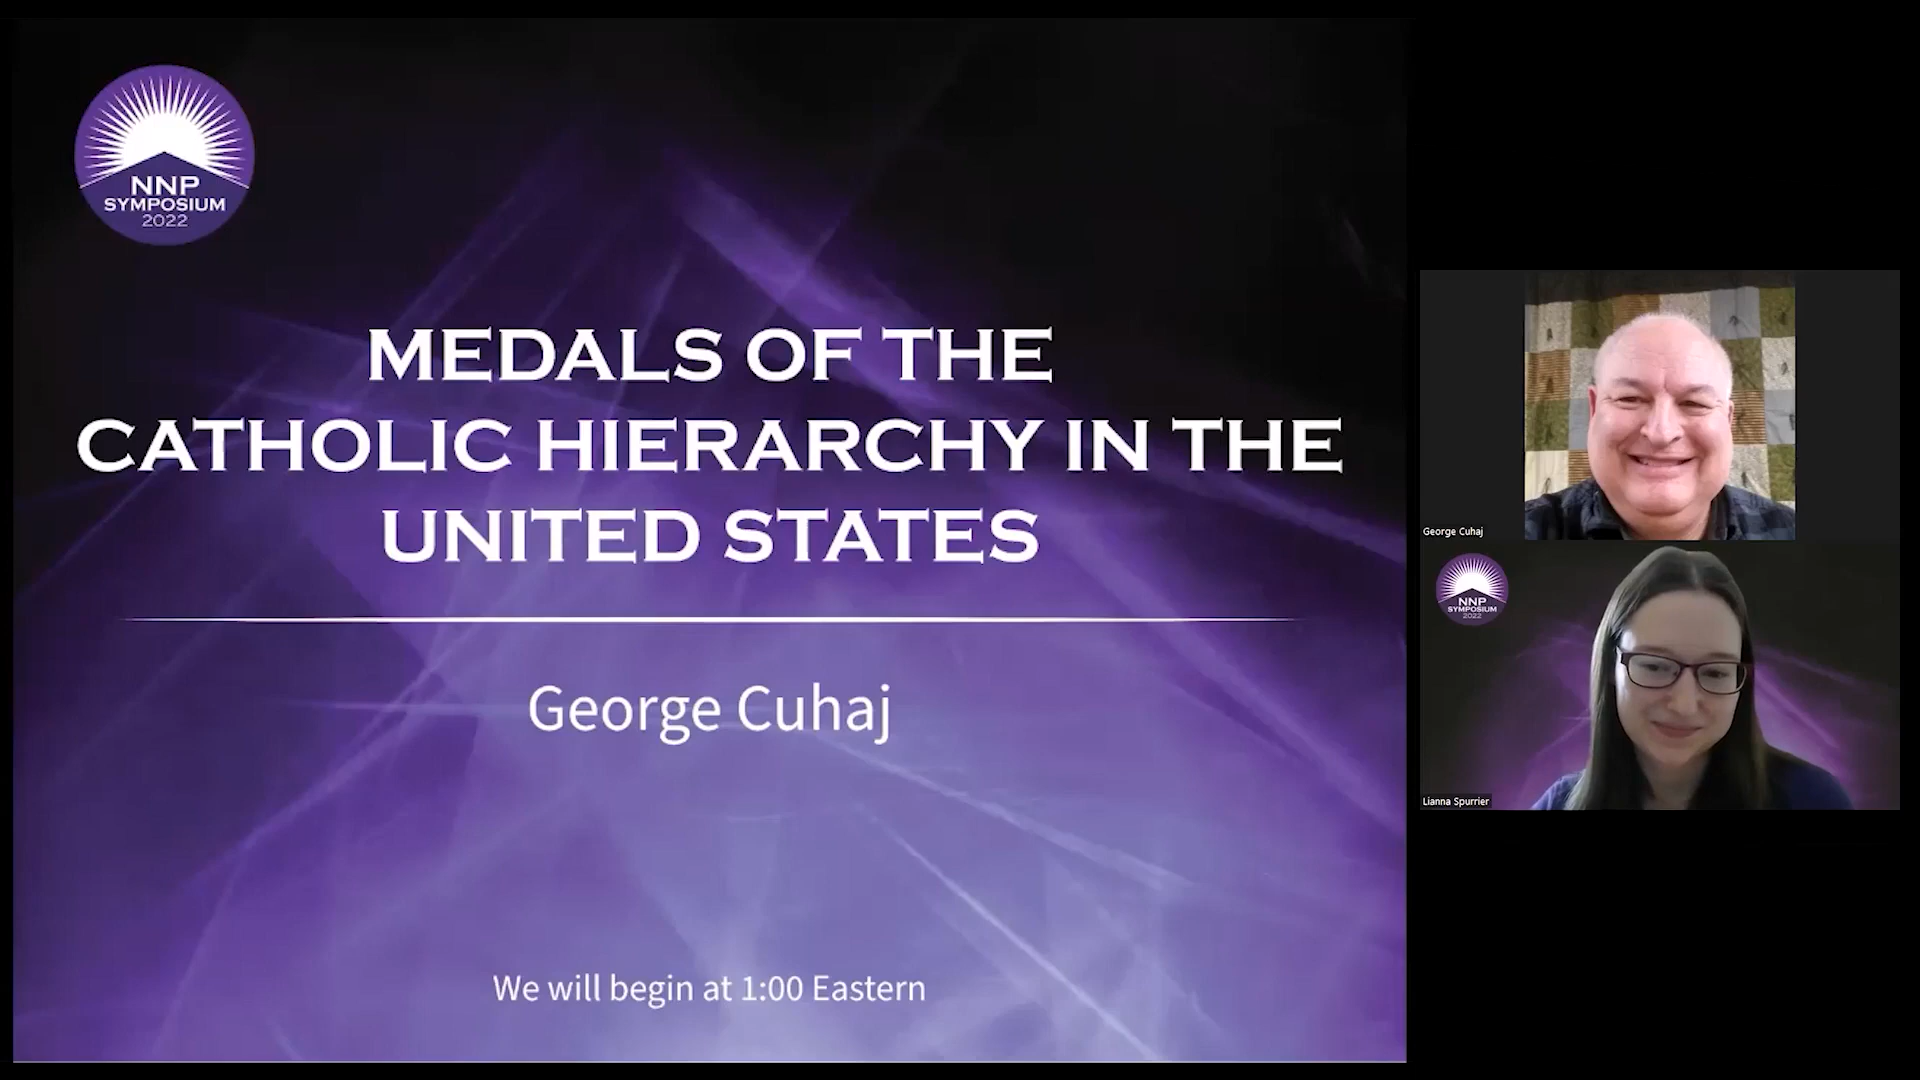 NNP
SYMPOSIUM
2022
MEDALS OF THE
CATHOLIC HIERARCHY IN THE
UNITED STATES
George Cuhaj
We will begin at 1:00 Eastern
George Cuhaj
NNP
SYMPOSIUM
2022
Lianna Spurrier